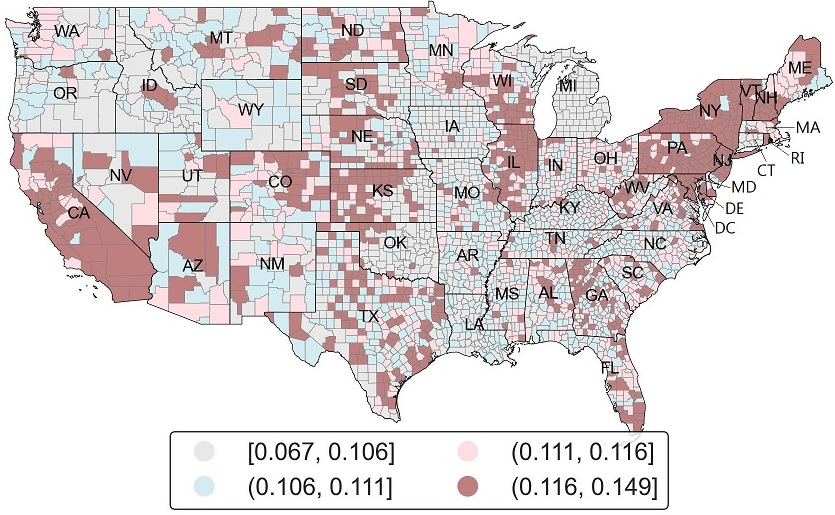 WA
MT
ND
MN
ME
OR
ID
SD
WI
MI
VT
NH
WY
NY
MA
NE
IA
PA
RI
NV
UT
CO
IL
IN
OH
NJ
CT
CA
KS
MO
WV
MD
KY
VA
DE
AZ
NM
OK
TN
NC
DC
AR
SC
TX
MS
AL
GA
LA
FL
[0.067, 0.106] (0.111, 0.116]
(0.106, 0.111] (0.116, 0.149]